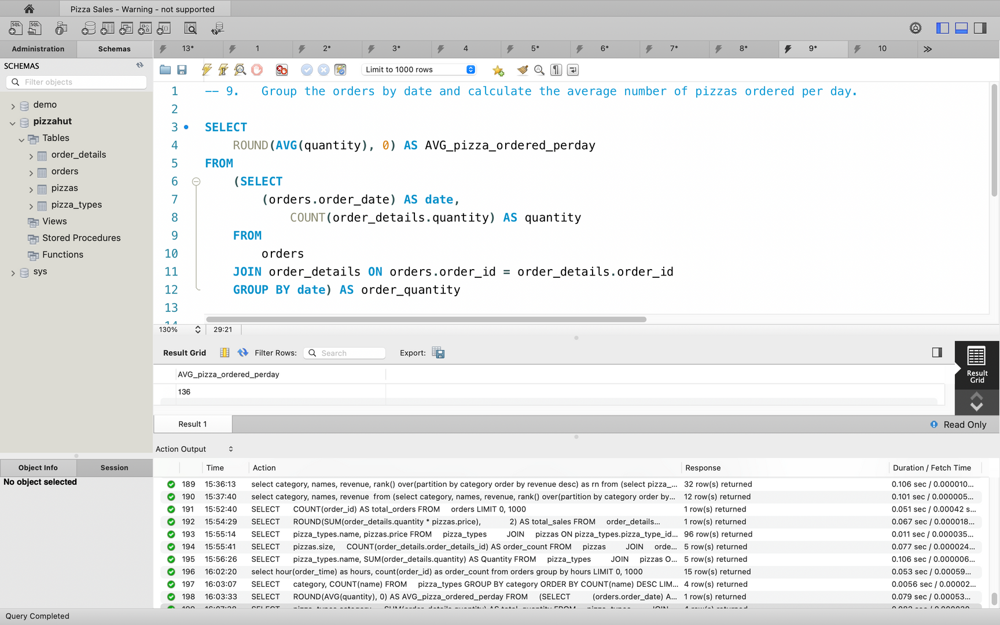 Pizza Sales - Warning - not supported
Administration
Schemas
13*
1
2*
3*
4
5*
6*
7*
8*
9*
10
SCHEMAS
Filter objects
demo
pizzahut
Tables
order_details
orders
pizzas
pizza_types
Views
Stored Procedures
Functions
sys
Limit to 1000 rows
1 -- 9. Group the orders by date and calculate the average number of pizzas ordered per day.
2
3 SELECT
4 ROUND(AVG(quantity), 0) AS AVG_pizza_ordered_perday
5 FROM
6 (SELECT
7 (orders.order_date) AS date,
8 COUNT(order_details.quantity) AS quantity
9 FROM
10 orders
11 JOIN order_details ON orders.order_id = order_details.order_id
12 GROUP BY date) AS order_quantity
13
130% 29:21
Result Grid Filter Rows: Search Export:
Result Grid
AVG_pizza_ordered_perday
136
Result 1
Read Only
Action Output
Object Info
Session
No object selected
Time Action Response Duration / Fetch Time
189 15:36:13 select category, names, revenue, rank() over(partition by category order by revenue desc) as rn from (select pizza_... 32 row(s) returned 0.106 sec / 0.000010...
190 15:37:40 select category, names, revenue from (select category, names, revenue, rank() over(partition by category order by... 12 row(s) returned 0.101 sec / 0.000005...
191 15:52:40 SELECT COUNT(order_id) AS total_orders FROM orders LIMIT 0, 1000 1 row(s) returned 0.051 sec / 0.00042 s...
192 15:54:29 SELECT ROUND(SUM(order_details.quantity * pizzas.price), 2) AS total_sales FROM order_details... 1 row(s) returned 0.067 sec / 0.000018...
193 15:55:14 SELECT pizza_types.name, pizzas.price FROM pizza_types JOIN pizzas ON pizza_types.pizza_type_id... 96 row(s) returned 0.011 sec / 0.000035...
194 15:55:41 SELECT pizzas.size, COUNT(order_details.order_details_id) AS order_count FROM pizzas JOIN orde... 5 row(s) returned 0.077 sec / 0.000024...
195 15:56:26 SELECT pizza_types.name, SUM(order_details.quantity) AS Quantity FROM pizza_types JOIN pizzas O... 5 row(s) returned 0.106 sec / 0.000006...
196 16:02:20 select hour(order_time) as hours, count(order_id) as order_count from orders group by hours LIMIT 0, 1000 15 row(s) returned 0.053 sec / 0.00059...
197 16:03:07 SELECT category, COUNT(name) FROM pizza_types GROUP BY category ORDER BY COUNT(name) DESC LIM... 4 row(s) returned 0.0056 sec / 0.00002...
198 16:03:33 SELECT ROUND(AVG(quantity), 0) AS AVG_pizza_ordered_perday FROM (SELECT (orders.order_date) A... 1 row(s) returned 0.079 sec / 0.00053...
Query Completed